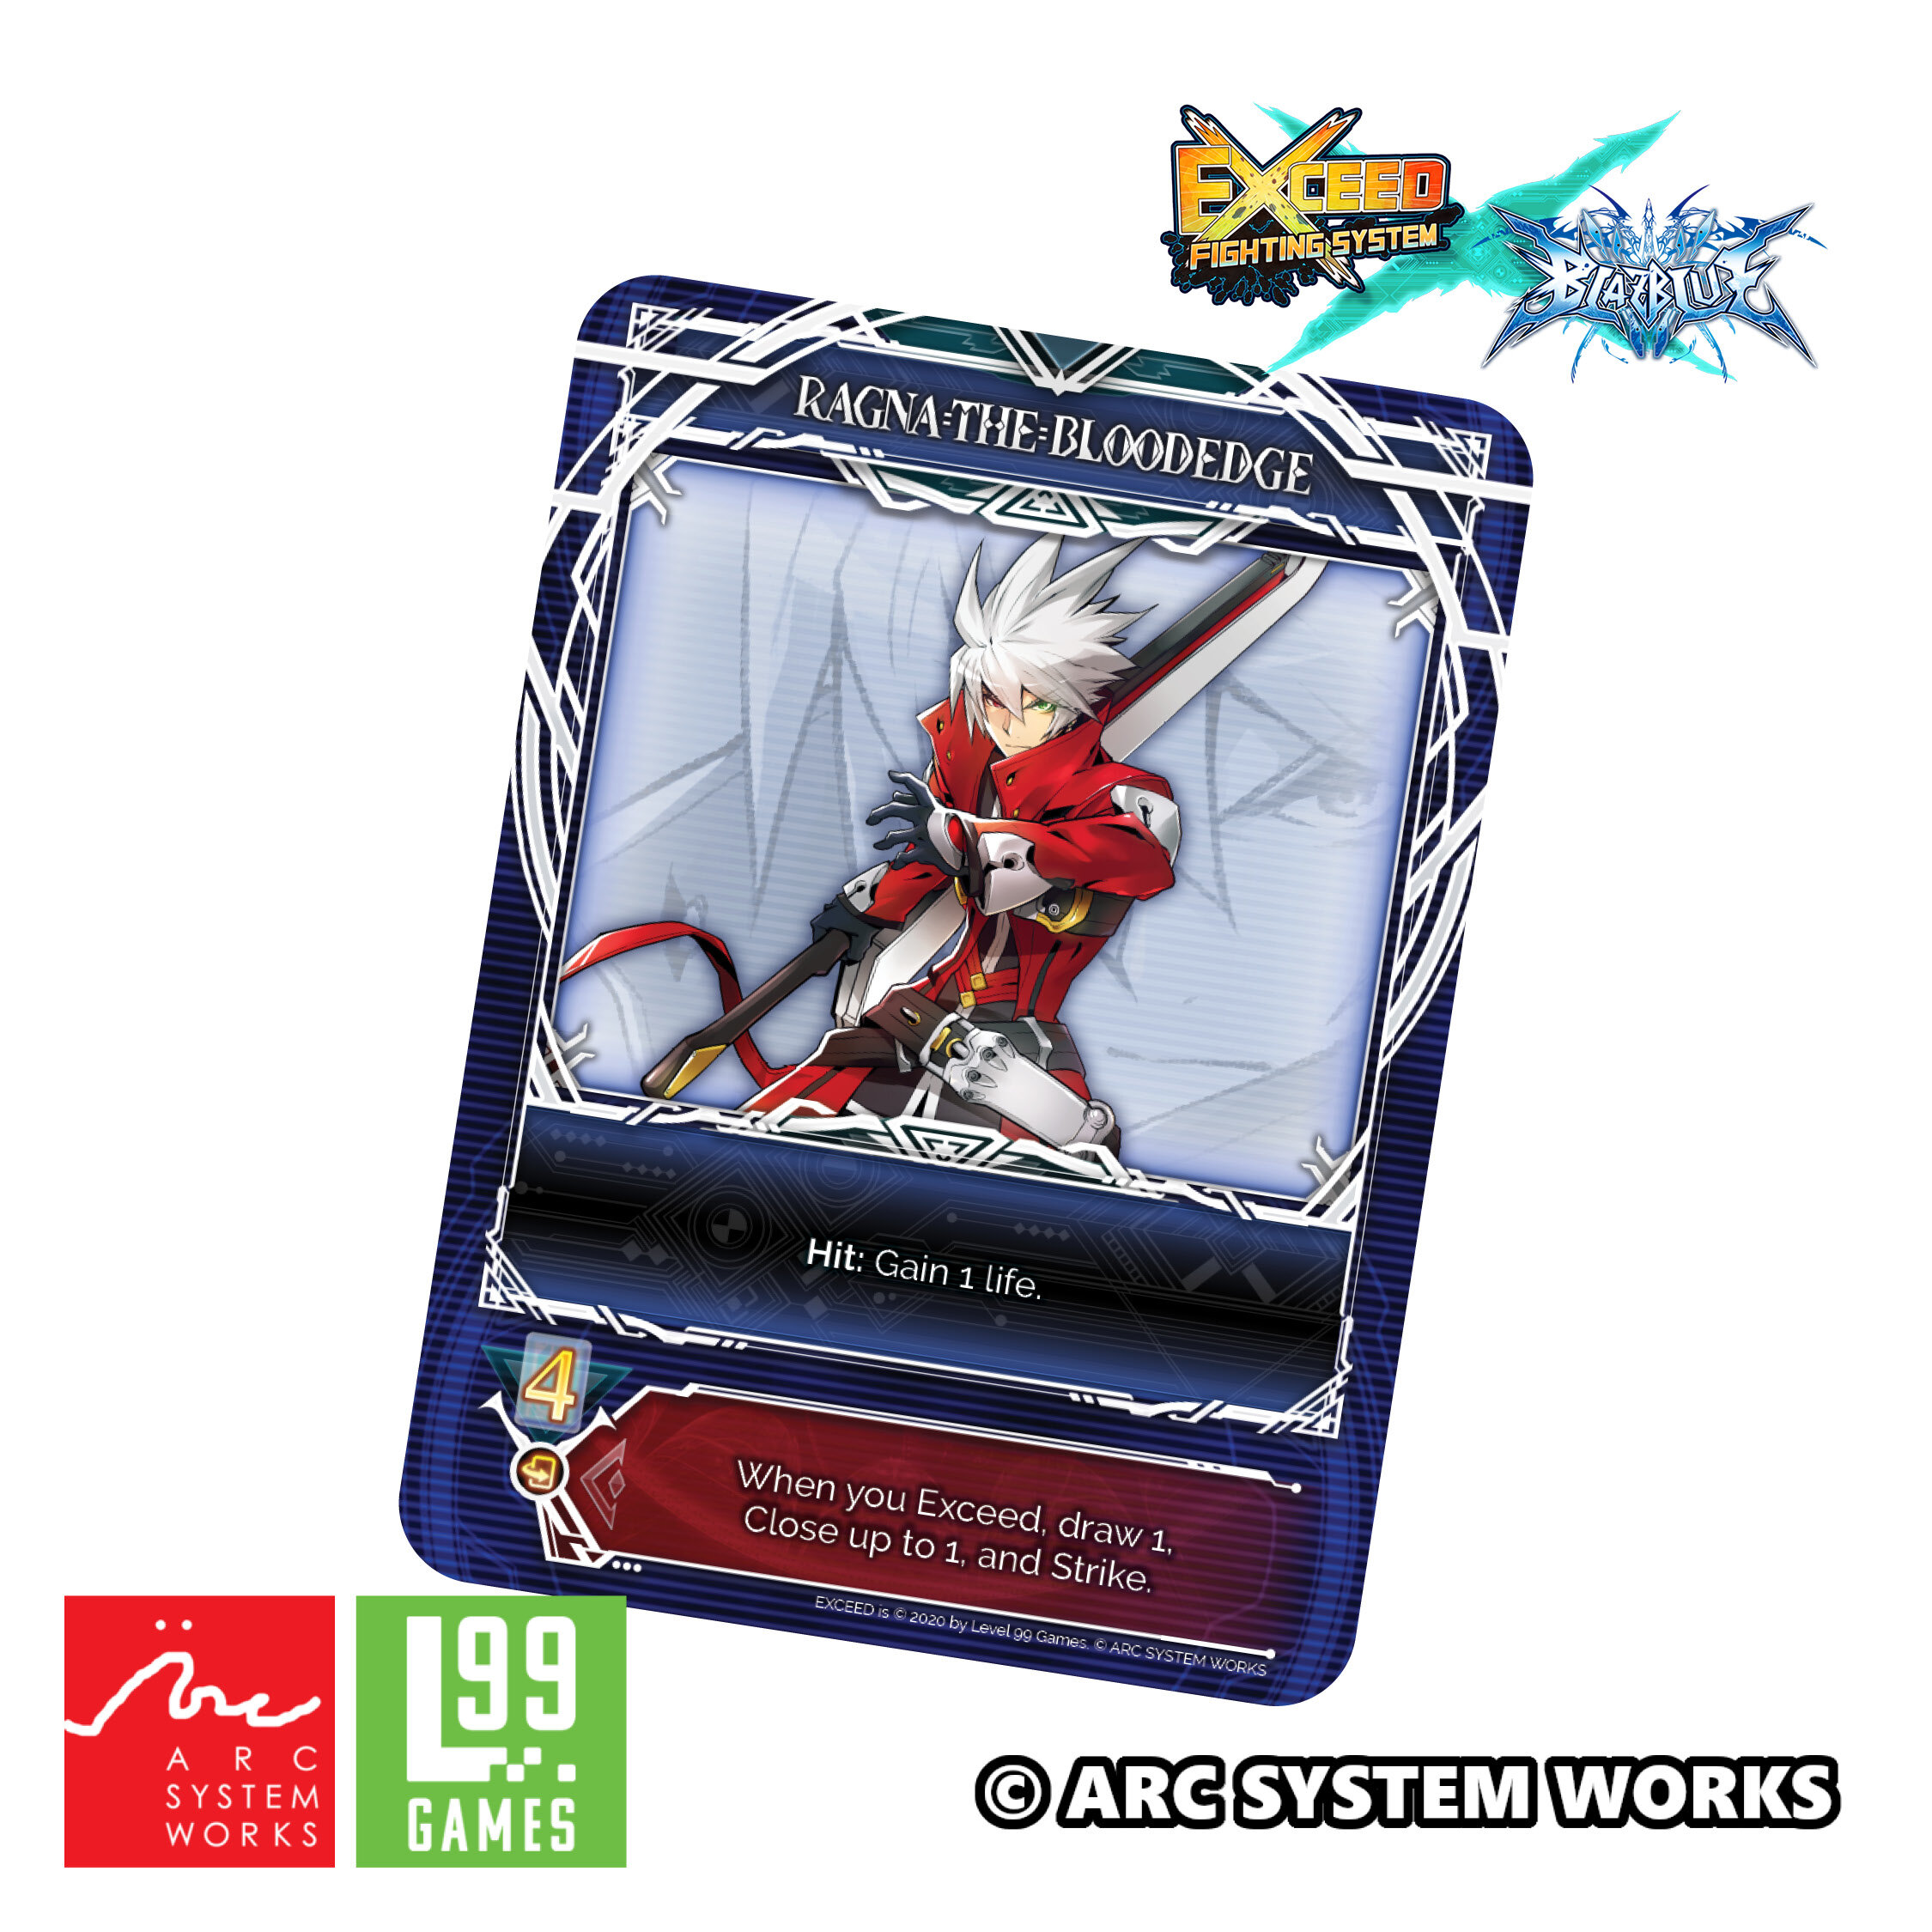 EXCEED
FIGHTING SYSTEM
BLAZBLUE
RAGNA=THE=BLOODEDGE
Hit: Gain 1 life.
4
When you Exceed, draw 1,
Close up to 1, and Strike.
EXCEED is © 2020 by Level 99 Games. © ARC SYSTEM WORKS
Arc
ARC
SYSTEM
WORKS
L99
GAMES
© ARC SYSTEM WORKS